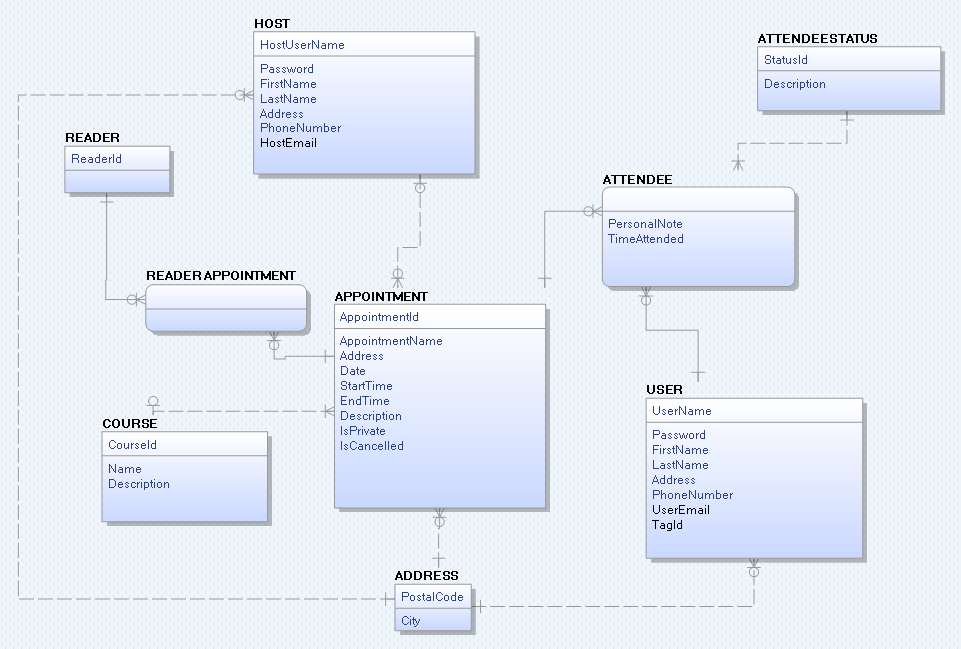 HOST
HostUserName
Password
FirstName
LastName
Address
PhoneNumber
HostEmail
ATTENDEESTATUS
StatusId
Description
READER
ReaderId
ATTENDEE
PersonalNote
TimeAttended
READERAPPOINTMENT
APPOINTMENT
AppointmentId
AppointmentName
Address
Date
StartTime
EndTime
Description
IsPrivate
IsCancelled
COURSE
CourseId
Name
Description
USER
UserName
Password
FirstName
LastName
Address
PhoneNumber
UserEmail
TagId
ADDRESS
PostalCode
City